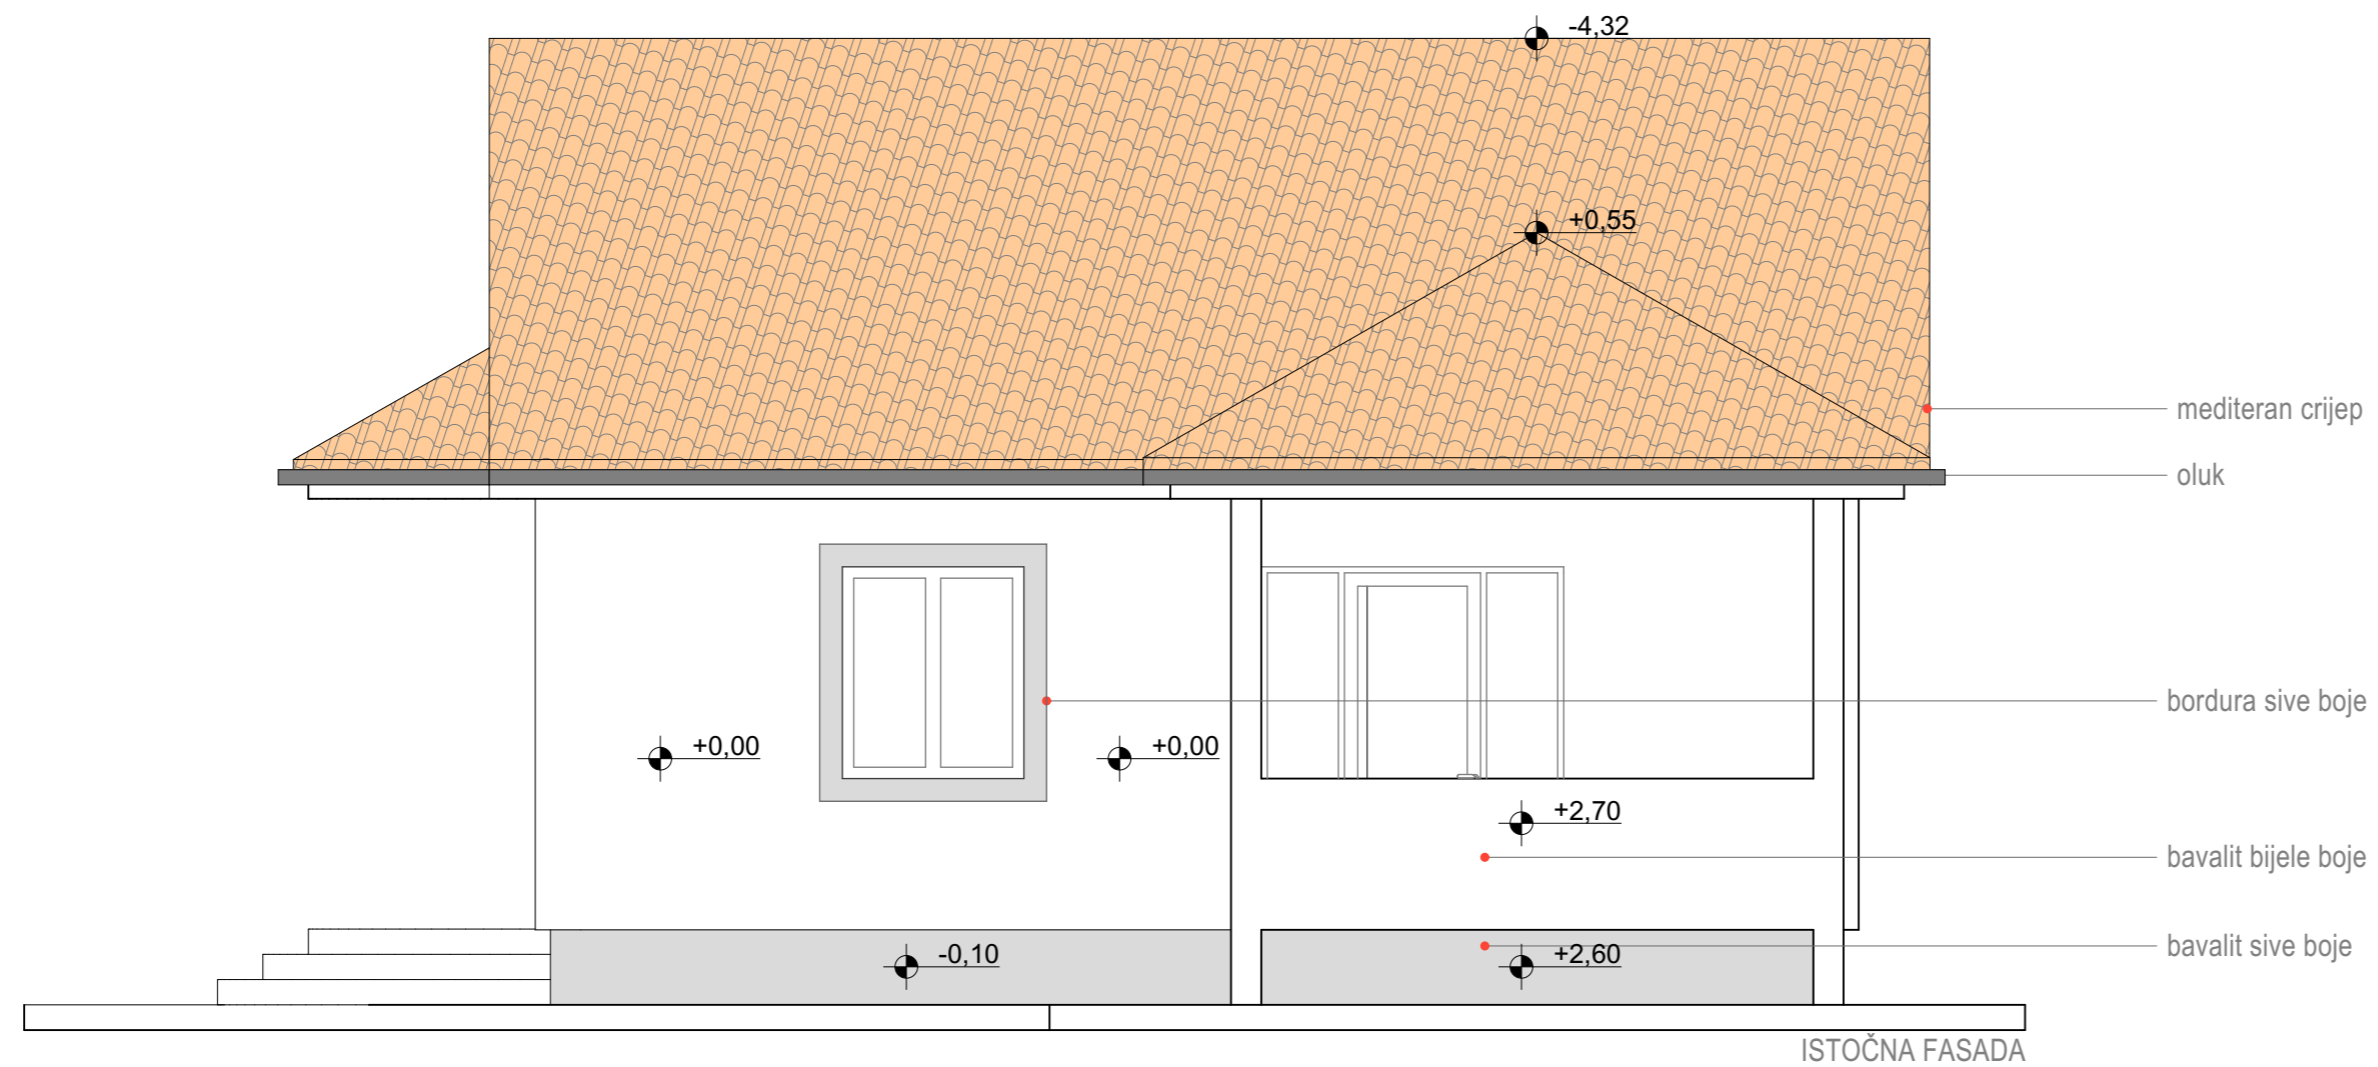 -4,32
+0,55
mediteran crijep
oluk
bordura sive boje
+0,00
+0,00
+2,70
bavalit bijele boje
bavalit sive boje
-0,10
+2,60
ISTOČNA FASADA